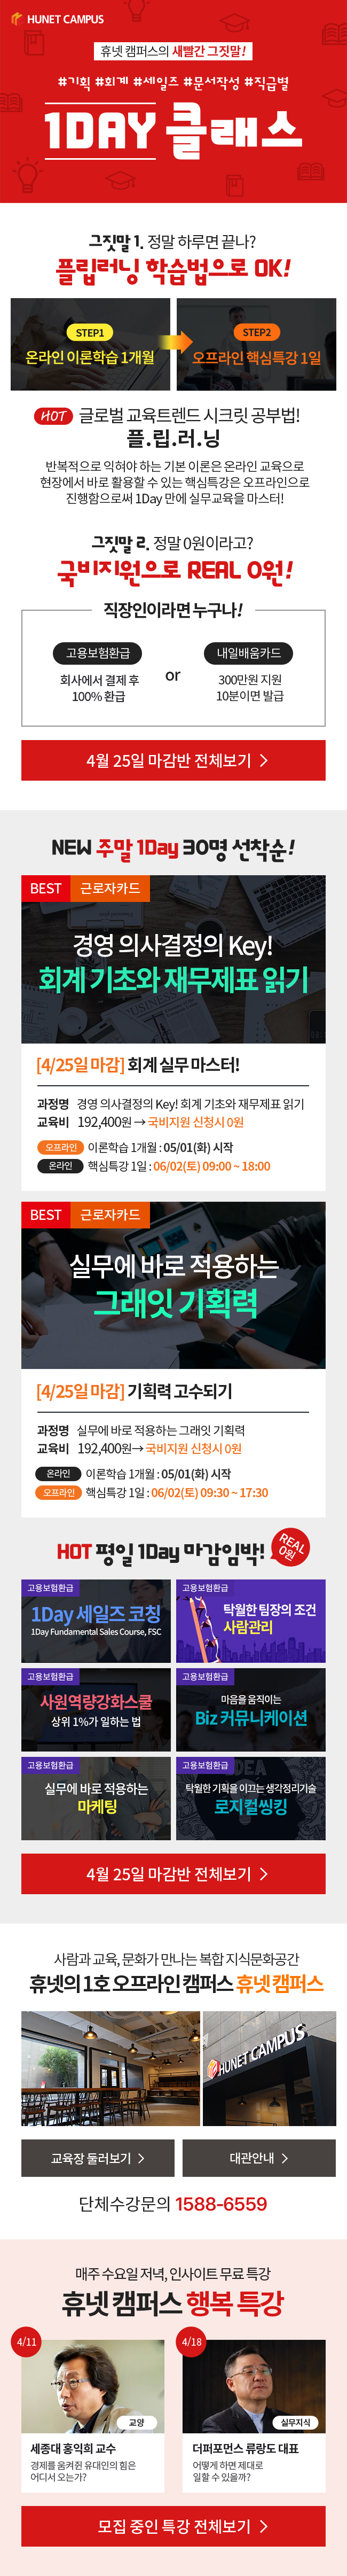 HUNET CAMPUS
휴넷 캠퍼스의 새빨간 그짓말!
#기획 #회계 #세일즈 #문서작성 #직급별
1DAY 클래스
그짓말 1. 정말 하루면 끝나?
플립러닝 학습법으로 OK!
STEP1
온라인 이론학습 1개월
STEP2
오프라인 핵심특강 1일
HOT 글로벌 교육트렌드 시크릿 공부법!
플.립.러.닝
반복적으로 익혀야 하는 기본 이론은 온라인 교육으로
현장에서 바로 활용할 수 있는 핵심특강은 오프라인으로
진행함으로써 1Day 만에 실무교육을 마스터!
그짓말 2. 정말 0원이라고?
국비지원으로 REAL 0원!
직장인이라면 누구나!
고용보험환급
회사에서 결제 후
100% 환급
or
내일배움카드
300만원 지원
10분이면 발급
4월 25일 마감반 전체보기 >
NEW 주말 1Day 30명 선착순!
BEST 근로자카드
BUSINESS
경영 의사결정의 Key!
회계 기초와 재무제표 읽기
[4/25일 마감] 회계 실무 마스터!
과정명 경영 의사결정의 Key! 회계 기초와 재무제표 읽기
교육비 192,400원 → 국비지원 신청시 0원
오프라인 이론학습 1개월 : 05/01(화) 시작
온라인 핵심특강 1일 : 06/02(토) 09:00 ~ 18:00
BEST 근로자카드
실무에 바로 적용하는
그래잇 기획력
[4/25일 마감] 기획력 고수되기
과정명 실무에 바로 적용하는 그래잇 기획력
교육비 192,400원→ 국비지원 신청시 0원
온라인 이론학습 1개월 : 05/01(화) 시작
오프라인 핵심특강 1일 : 06/02(토) 09:30 ~ 17:30
HOT 평일 1Day 마감임박!
REAL
0원
고용보험환급
1Day 세일즈 코칭
1Day Fundamental Sales Course, FSC
고용보험환급
탁월한 팀장의 조건
사람관리
고용보험환급
사원역량강화스쿨
상위 1%가 일하는 법
고용보험환급
마음을 움직이는
Biz 커뮤니케이션
고용보험환급
실무에 바로 적용하는
마케팅
고용보험환급
IDEA
탁월한 기획을 이끄는 생각정리기술
로지컬씽킹
4월 25일 마감반 전체보기 >
사람과 교육, 문화가 만나는 복합 지식문화공간
휴넷의 1호 오프라인 캠퍼스 휴넷 캠퍼스
HUNET CAMPUS
교육장 둘러보기 >
대관안내 >
단체수강문의 1588-6559
매주 수요일 저녁, 인사이트 무료 특강
휴넷 캠퍼스 행복 특강
4/11
교양
세종대 홍익희 교수
경제를 움켜쥔 유대인의 힘은
어디서 오는가?
4/18
실무지식
더퍼포먼스 류랑도 대표
어떻게 하면 제대로
일할 수 있을까?
모집 중인 특강 전체보기 >